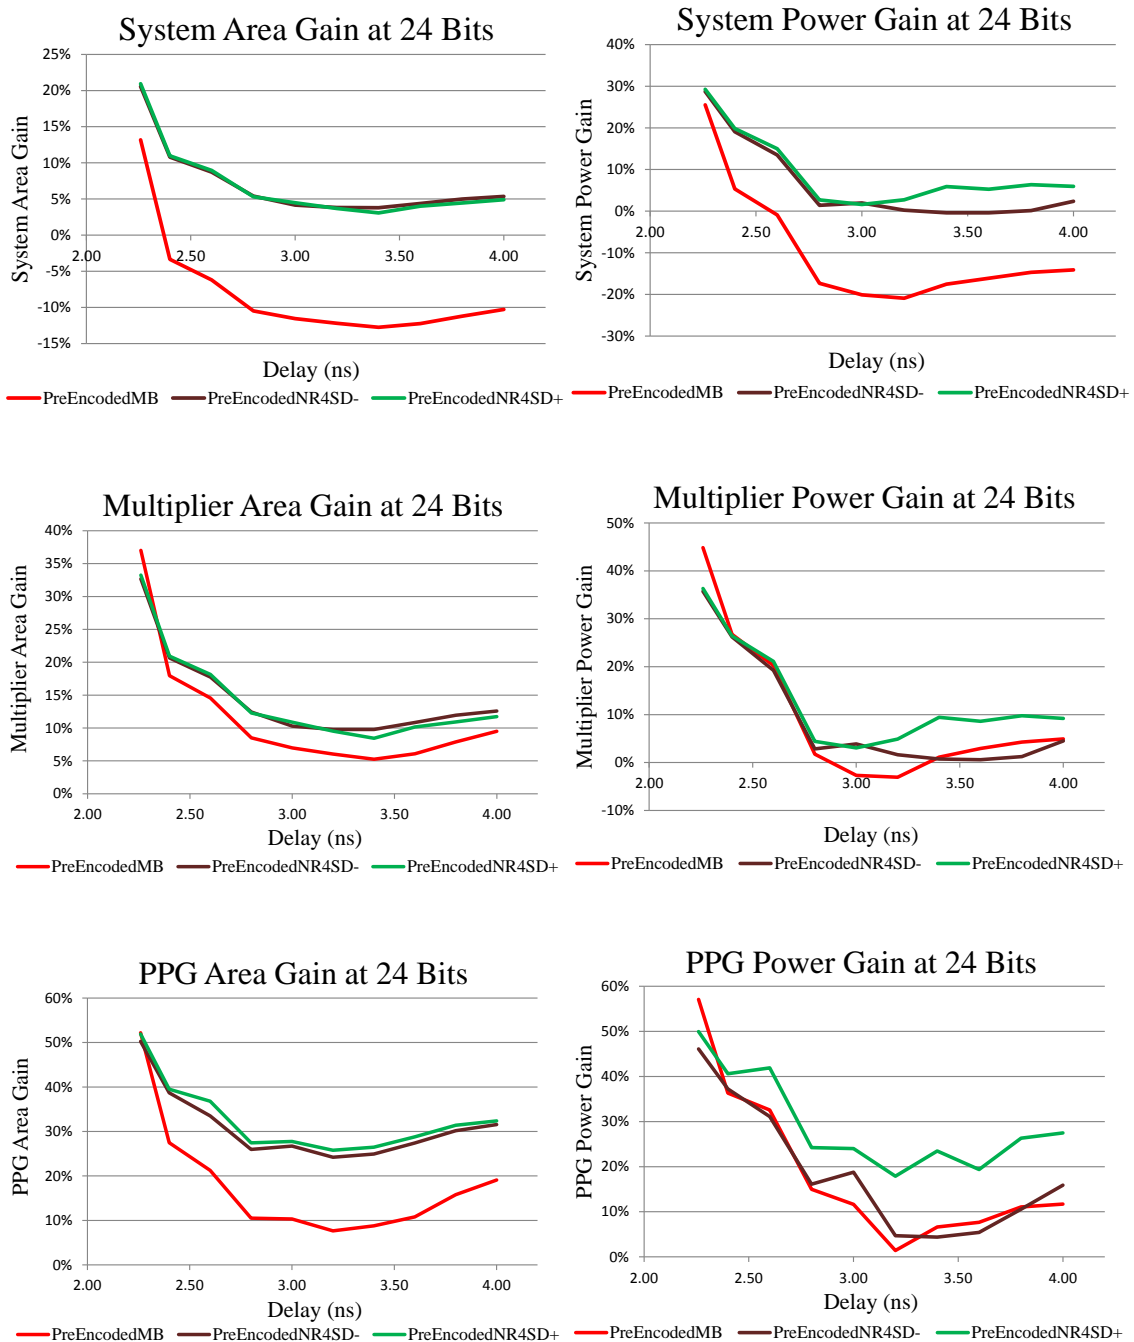 System Area Gain at 24 Bits
25%
20%
15%
10%
5%
0%
-5%
-10%
-15%
2.00 2.50 3.00 3.50 4.00
System Area Gain
Delay (ns)
PreEncodedMB PreEncodedNR4SD- PreEncodedNR4SD+
System Power Gain at 24 Bits
40%
30%
20%
10%
0%
-10%
-20%
-30%
2.00 2.50 3.00 3.50 4.00
System Power Gain
Delay (ns)
PreEncodedMB PreEncodedNR4SD- PreEncodedNR4SD+
Multiplier Area Gain at 24 Bits
40%
35%
30%
25%
20%
15%
10%
5%
0%
2.00 2.50 3.00 3.50 4.00
Multiplier Area Gain
Delay (ns)
PreEncodedMB PreEncodedNR4SD- PreEncodedNR4SD+
Multiplier Power Gain at 24 Bits
50%
40%
30%
20%
10%
0%
-10%
2.00 2.50 3.00 3.50 4.00
Multiplier Power Gain
Delay (ns)
PreEncodedMB PreEncodedNR4SD- PreEncodedNR4SD+
PPG Area Gain at 24 Bits
60%
50%
40%
30%
20%
10%
0%
2.00 2.50 3.00 3.50 4.00
PPG Area Gain
Delay (ns)
PreEncodedMB PreEncodedNR4SD- PreEncodedNR4SD+
PPG Power Gain at 24 Bits
60%
50%
40%
30%
20%
10%
0%
2.00 2.50 3.00 3.50 4.00
PPG Power Gain
Delay (ns)
PreEncodedMB PreEncodedNR4SD- PreEncodedNR4SD+